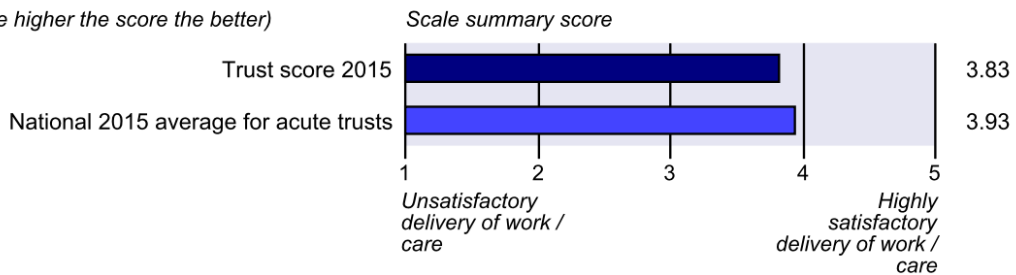 e higher the score the better)
Scale summary score
Trust score 2015
3.83
National 2015 average for acute trusts
3.93
1 2 3 4 5
Unsatisfactory
delivery of work /
care
Highly
satisfactory
delivery of work /
care